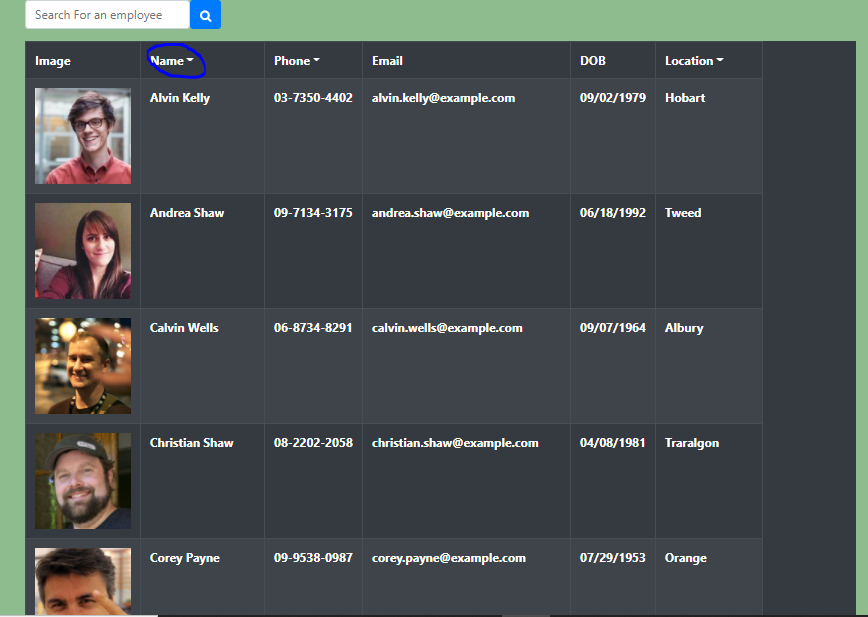 Search For an employee
Image Name Phone Email DOB Location
Alvin Kelly 03-7350-4402 alvin.kelly@example.com 09/02/1979 Hobart
Andrea Shaw 09-7134-3175 andrea.shaw@example.com 06/18/1992 Tweed
Calvin Wells 06-8734-8291 calvin.wells@example.com 09/07/1964 Albury
Christian Shaw 08-2202-2058 christian.shaw@example.com 04/08/1981 Traralgon
Corey Payne 09-9538-0987 corey.payne@example.com 07/29/1953 Orange